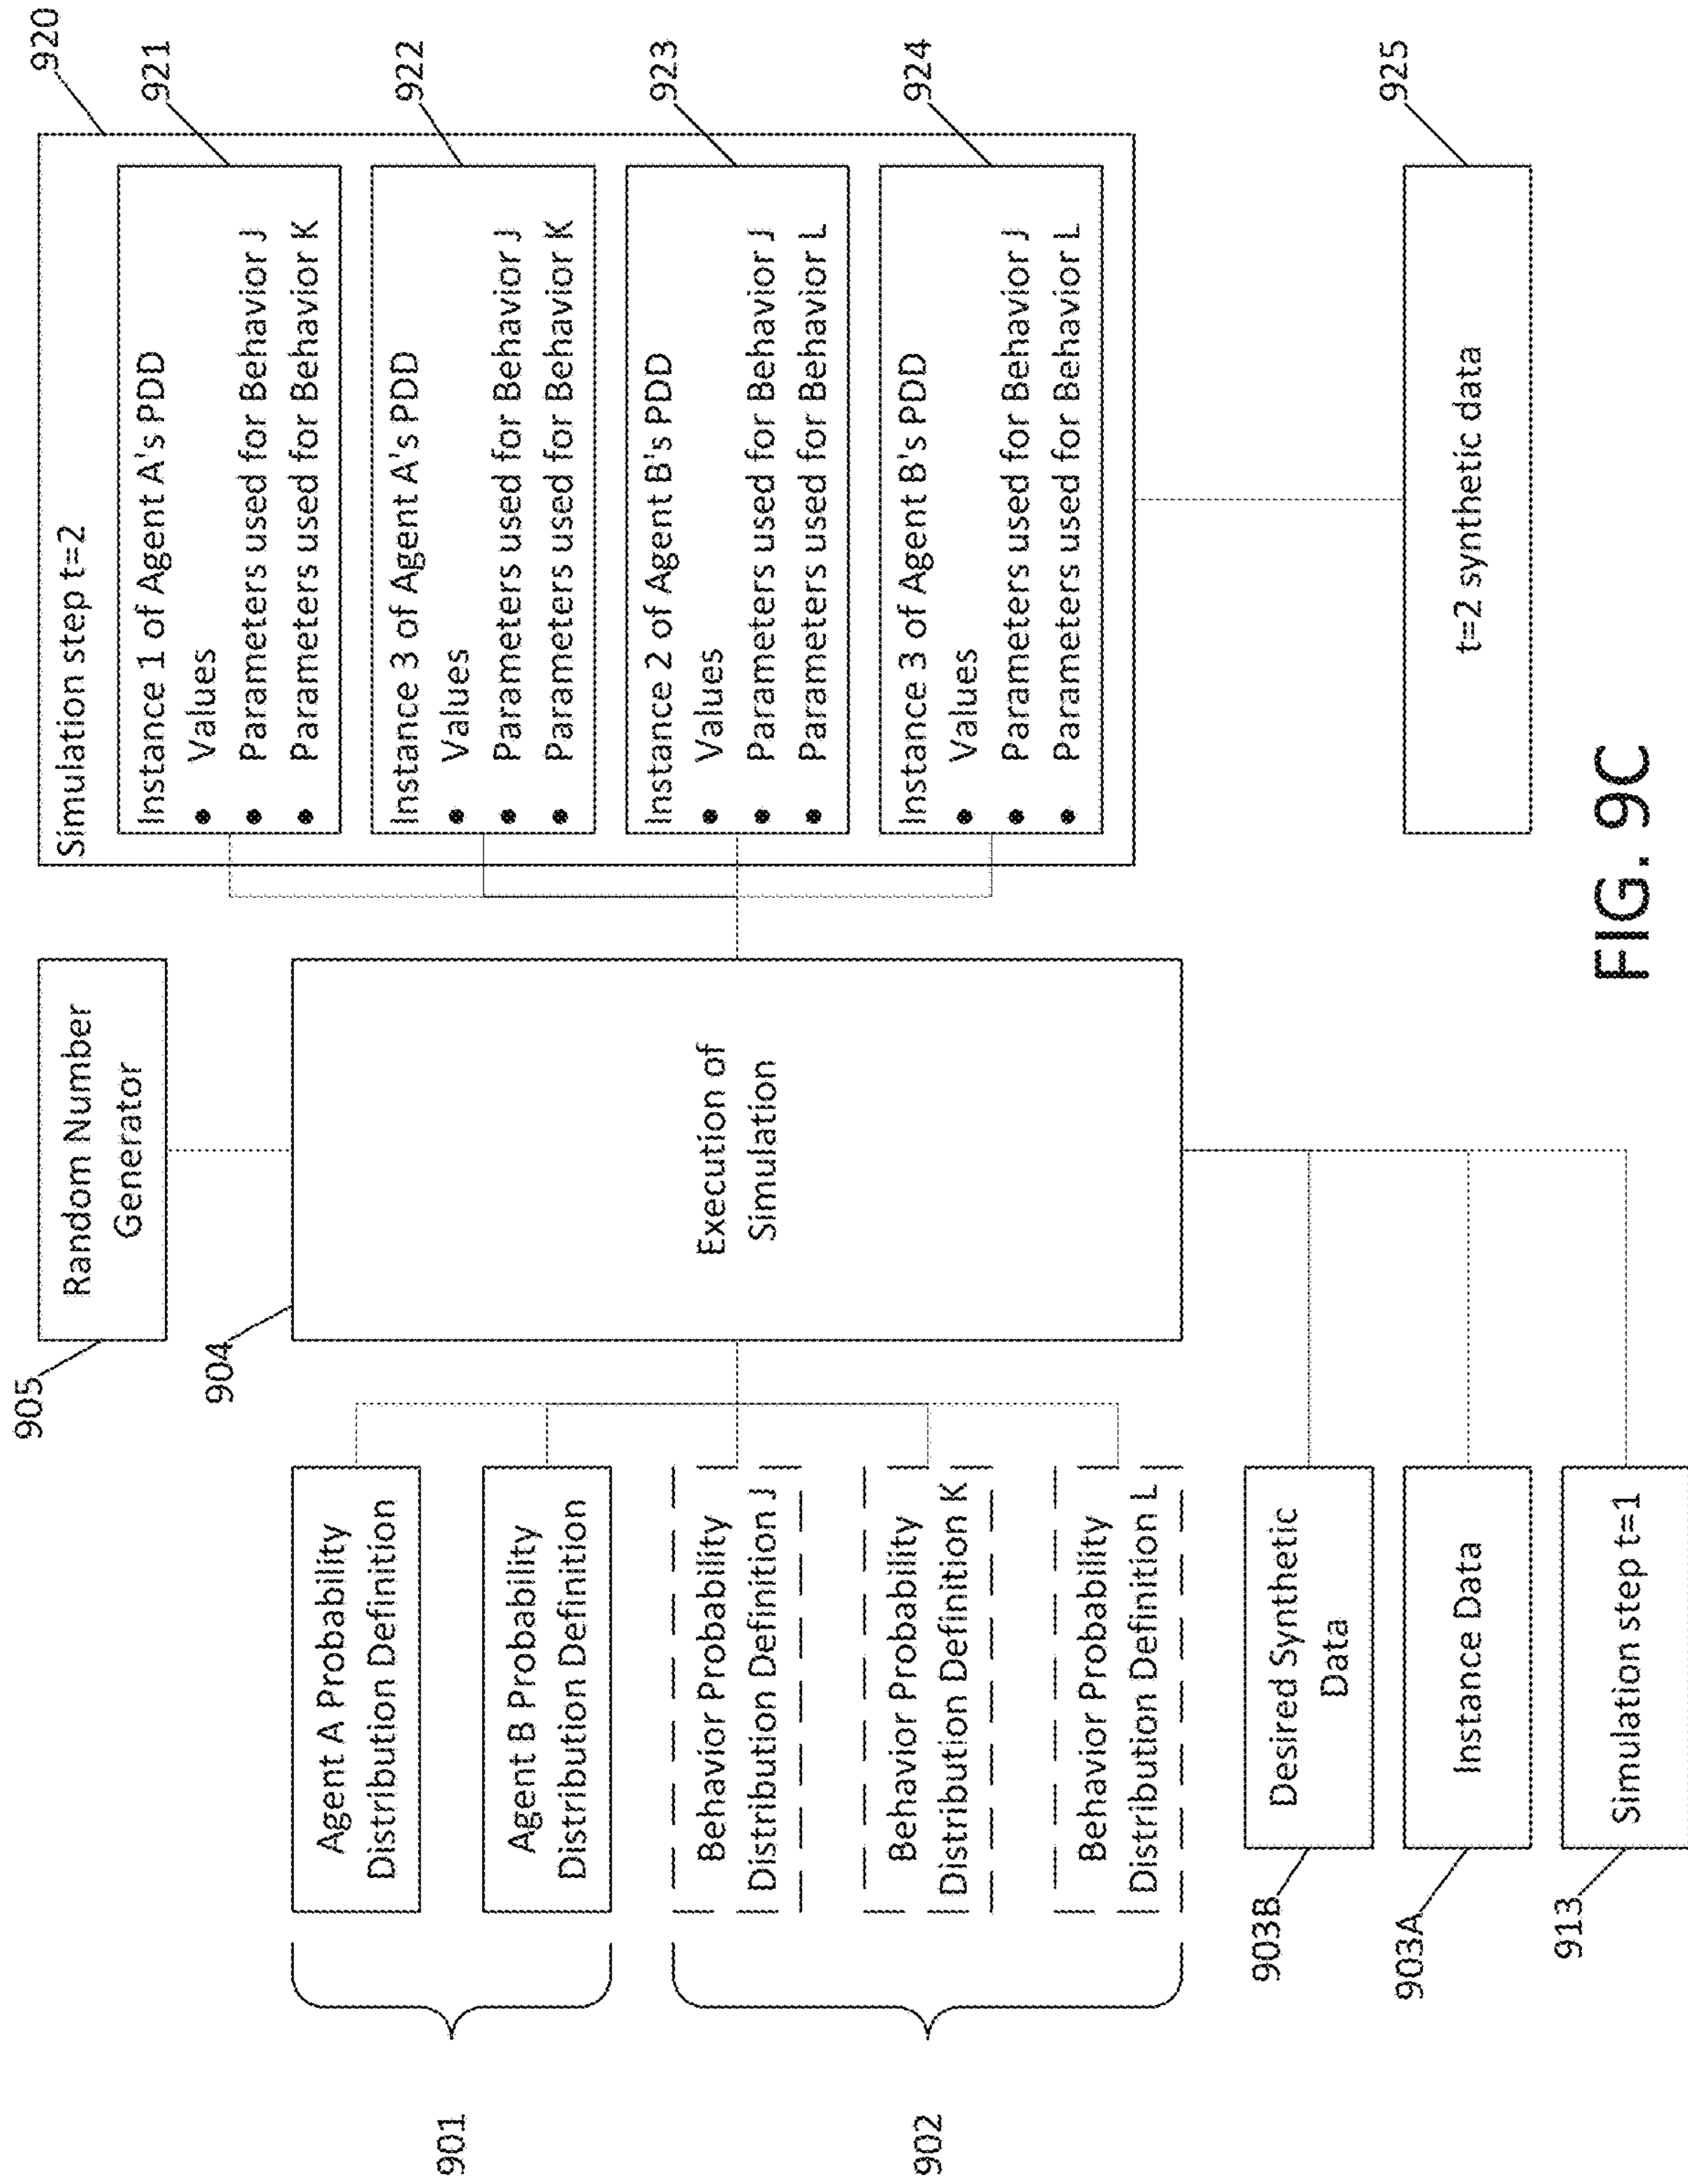 905
Random Number
Generator
904
901
Agent A Probability
Distribution Definition
Agent B Probability
Distribution Definition
902
Behavior Probability
Distribution Definition J
Behavior Probability
Distribution Definition K
Behavior Probability
Distribution Definition L
903B
Desired Synthetic
Data
903A
Instance Data
913
Simulation step t=1
Execution of
Simulation
920
Simulation step t=2
921
Instance 1 of Agent A's PDD
• Values
• Parameters used for Behavior J
• Parameters used for Behavior K
922
Instance 3 of Agent A's PDD
• Values
• Parameters used for Behavior J
• Parameters used for Behavior K
923
Instance 2 of Agent B's PDD
• Values
• Parameters used for Behavior J
• Parameters used for Behavior L
924
Instance 3 of Agent B's PDD
• Values
• Parameters used for Behavior J
• Parameters used for Behavior L
925
t=2 synthetic data
FIG. 9C